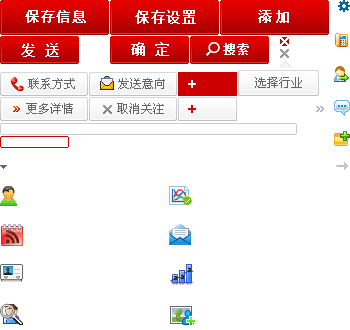 保存信息 保存设置 添加
发送 确定 搜索
联系方式 发送意向 + 选择行业
» 更多详情 取消关注 + »